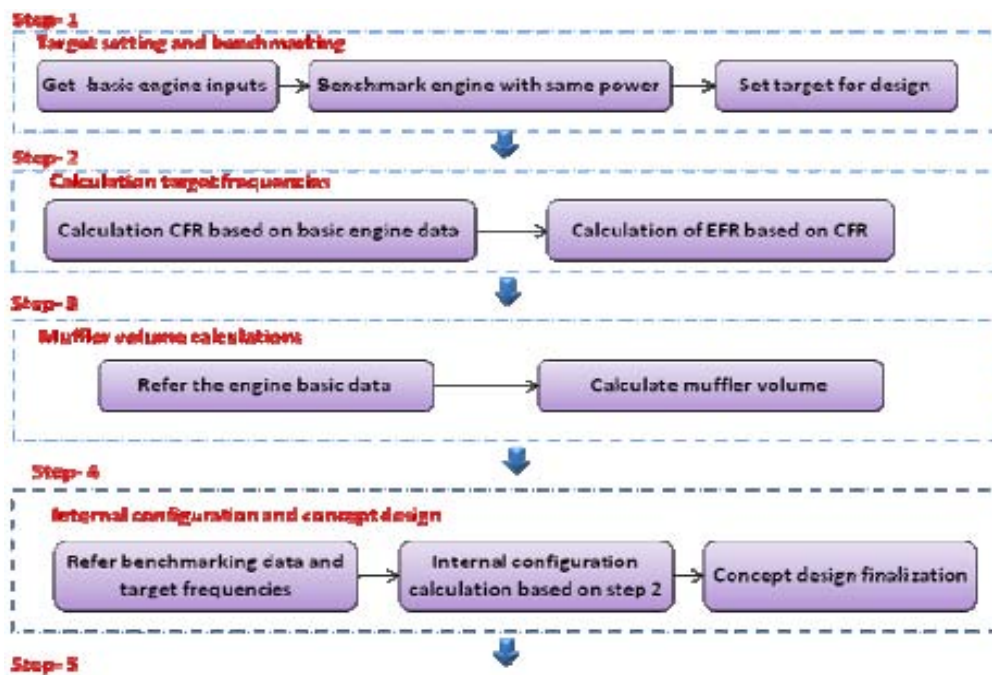 Step- 1
Target setting and benchmarking
Get basic engine inputs
Benchmark engine with same power
Set target for design
Step- 2
Calculation target frequencies
Calculation CFR based on basic engine data
Calculation of EFR based on CFR
Step- 3
Muffler volume calculations
Refer the engine basic data
Calculate muffler volume
Step- 4
Internal configuration and concept design
Refer benchmarking data and
target frequencies
Internal configuration
calculation based on step 2
Concept design finalization
Step- 5